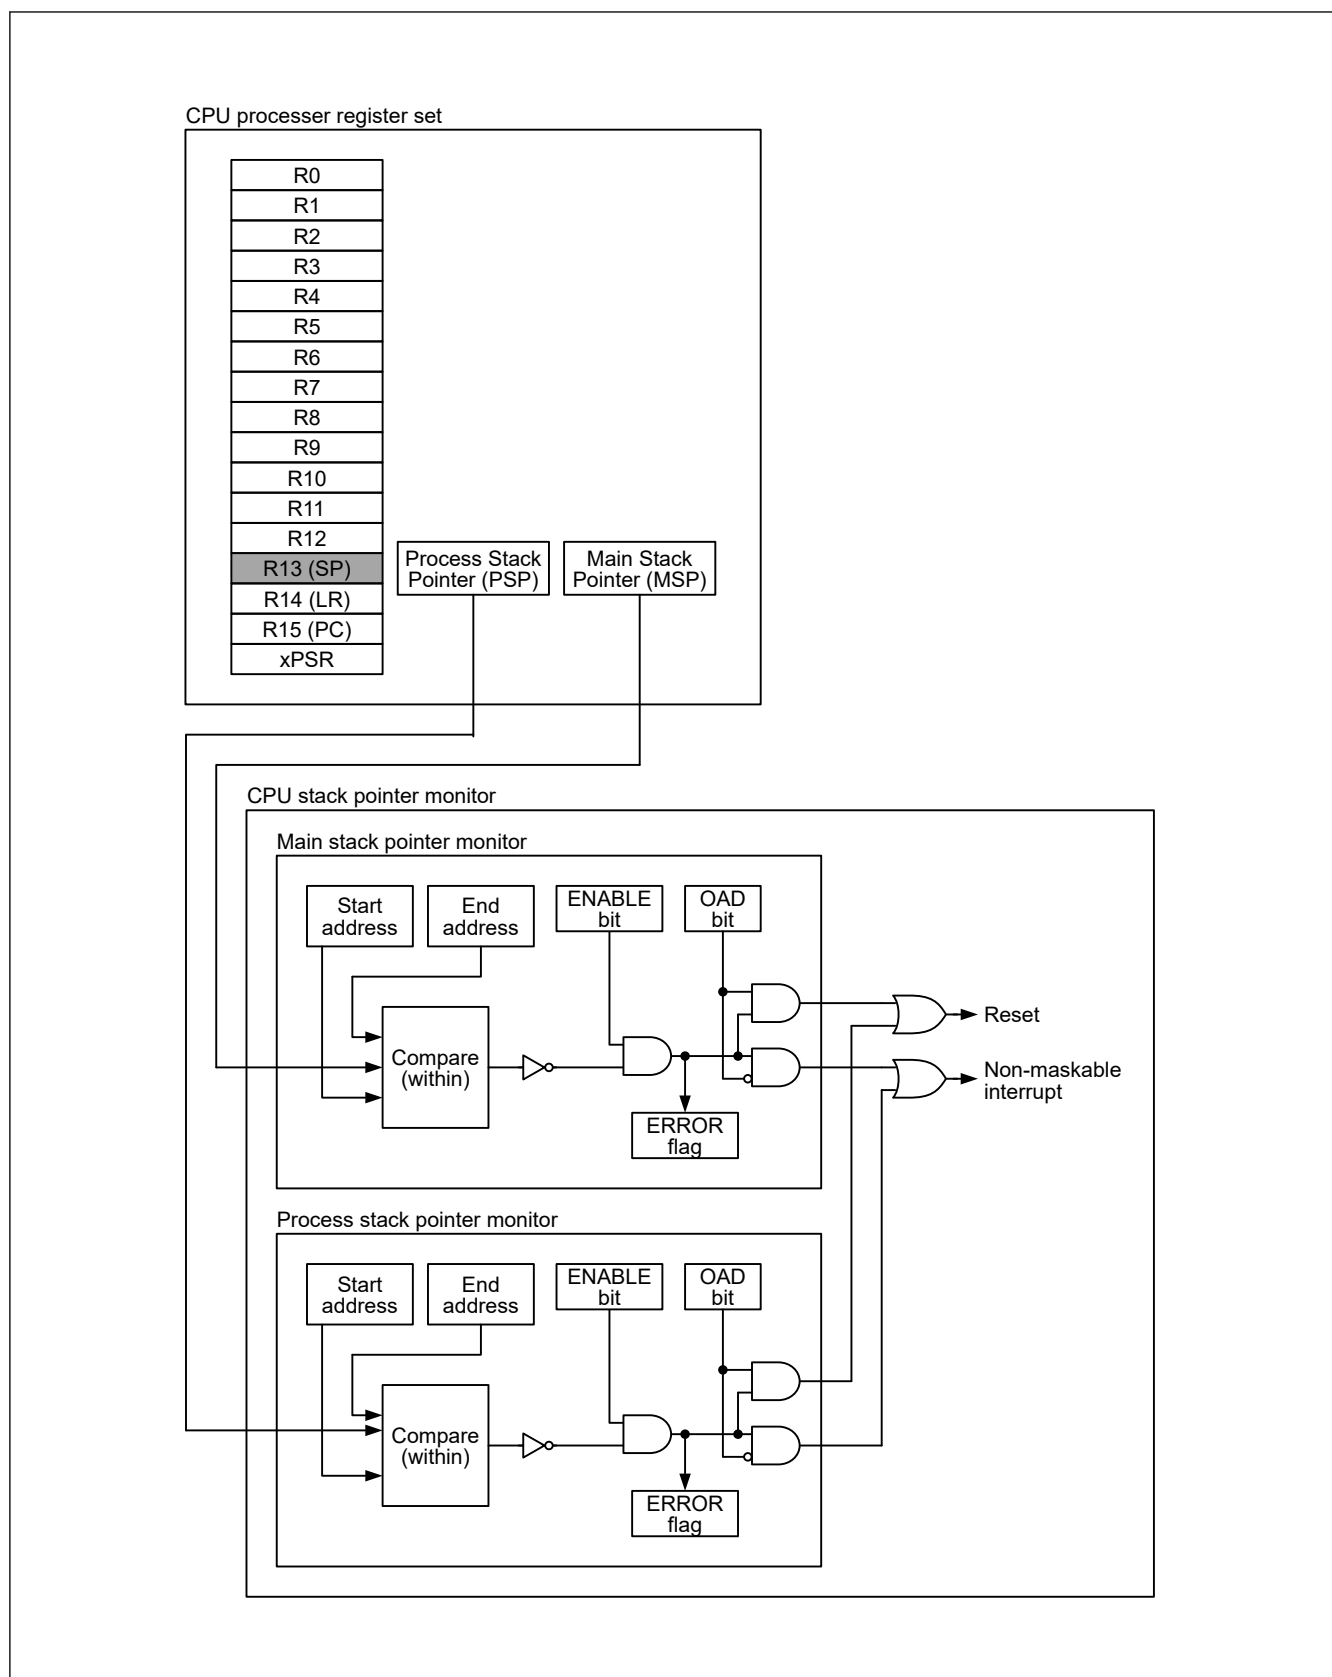 CPU processer register set
R0
R1
R2
R3
R4
R5
R6
R7
R8
R9
R10
R11
R12
R13 (SP)
R14 (LR)
R15 (PC)
xPSR
Process Stack
Pointer (PSP)
Main Stack
Pointer (MSP)
CPU stack pointer monitor
Main stack pointer monitor
Start
address
End
address
ENABLE
bit
OAD
bit
Compare
(within)
ERROR
flag
Reset
Non-maskable
interrupt
Process stack pointer monitor
Start
address
End
address
ENABLE
bit
OAD
bit
Compare
(within)
ERROR
flag